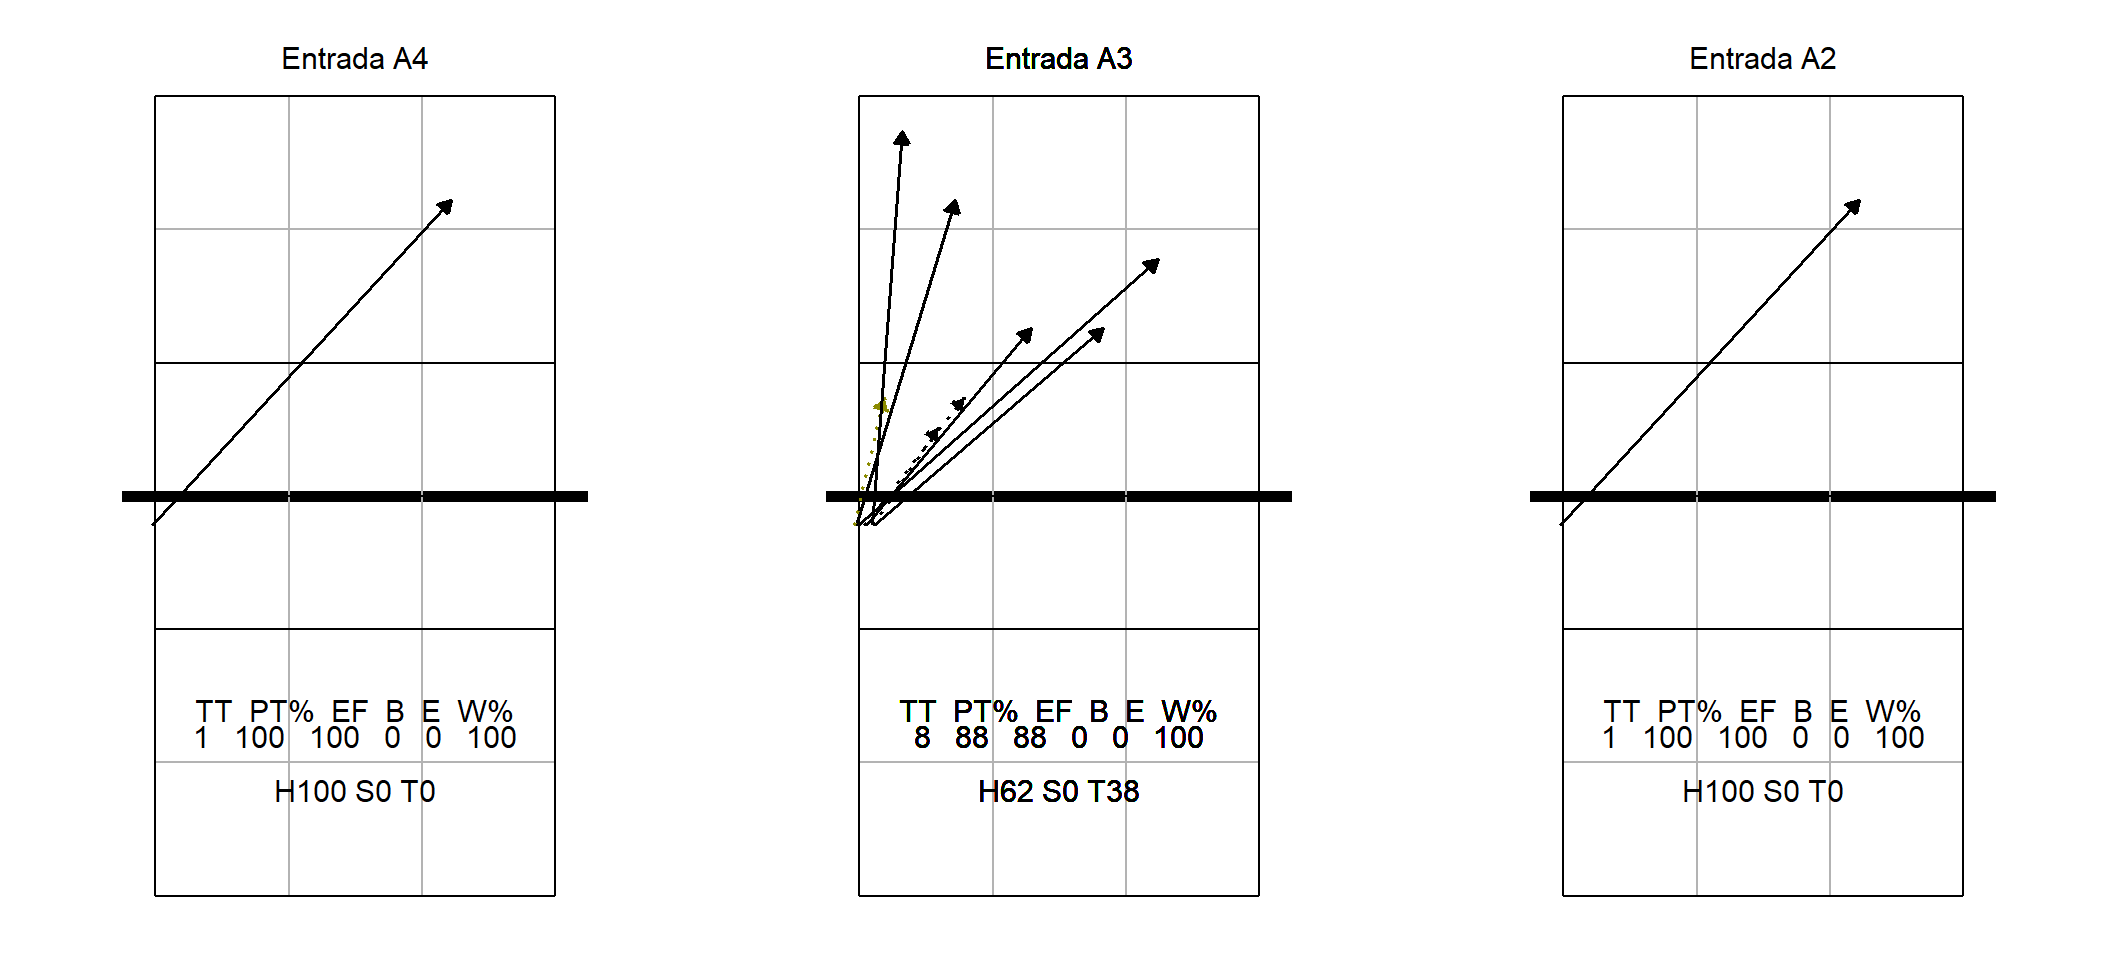 Entrada A4
TT PT% EF B E W%
1 100 100 0 0 100
H100 S0 T0
Entrada A3
TT PT% EF B E W%
8 88 88 0 0 100
H62 S0 T38
Entrada A2
TT PT% EF B E W%
1 100 100 0 0 100
H100 S0 T0